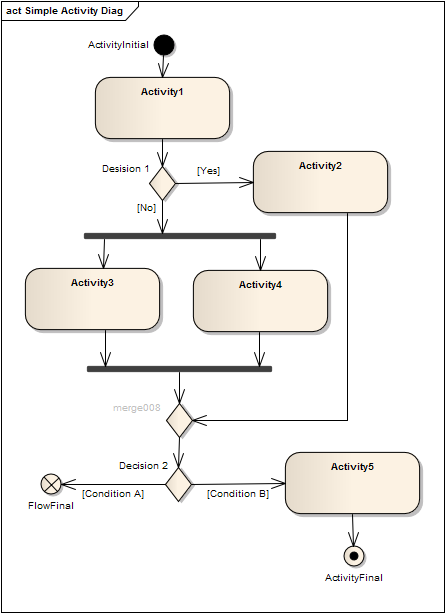 act Simple Activity Diag
ActivityInitial
Activity1
Desision 1
[Yes]
Activity2
[No]
Activity3
Activity4
merge008
Decision 2
Activity5
[Condition A]
[Condition B]
FlowFinal
ActivityFinal